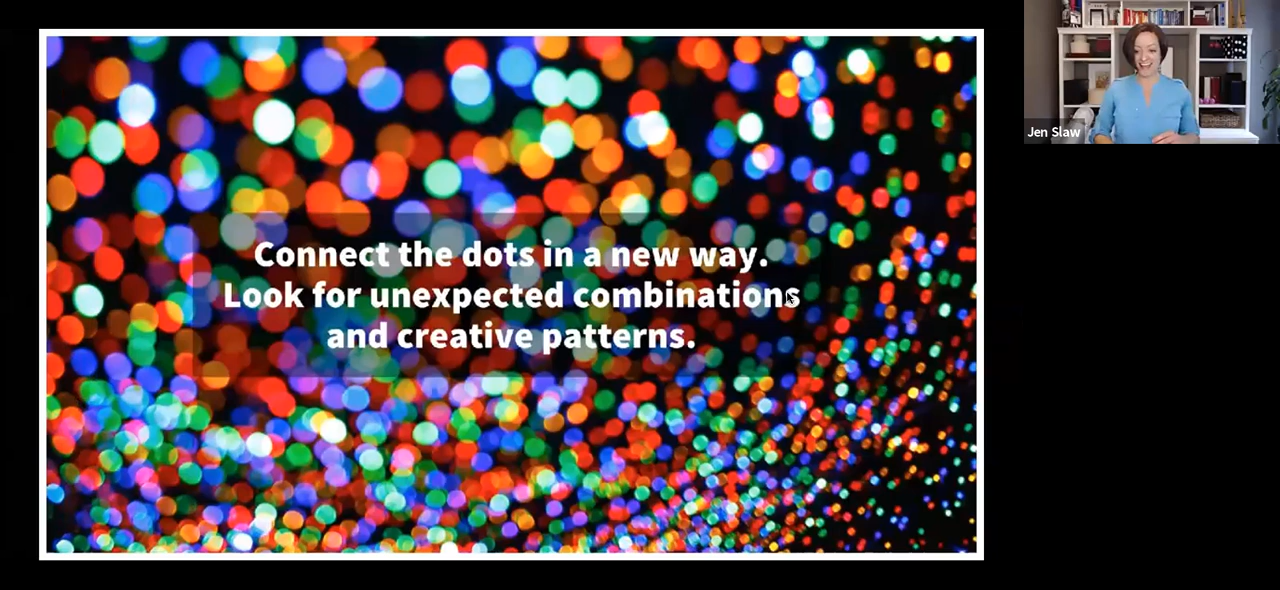 Connect the dots in a new way.
Look for unexpected combinations
and creative patterns.
Jen Slaw